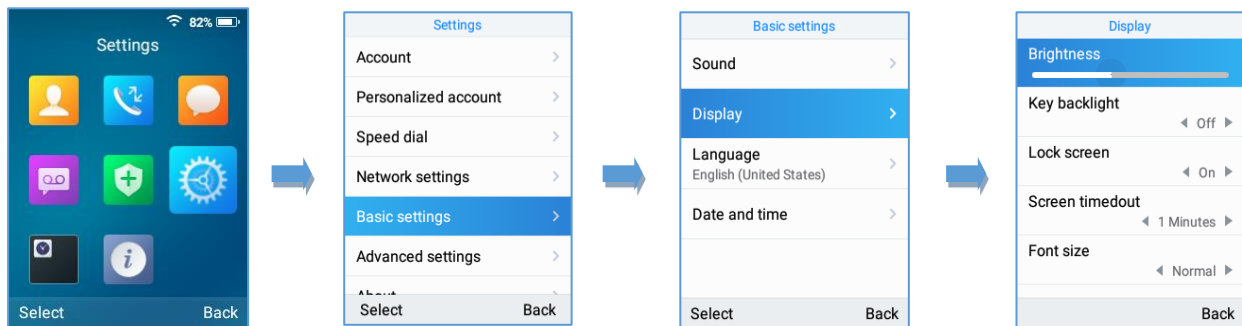 82%
Settings
Select Back
Settings
Account
Personalized account
Speed dial
Network settings
Basic settings
Advanced settings
About
Select Back
Basic settings
Sound
Display
Language
English (United States)
Date and time
Select Back
Display
Brightness
Key backlight
Off
Lock screen
On
Screen timedout
1 Minutes
Font size
Normal
Back